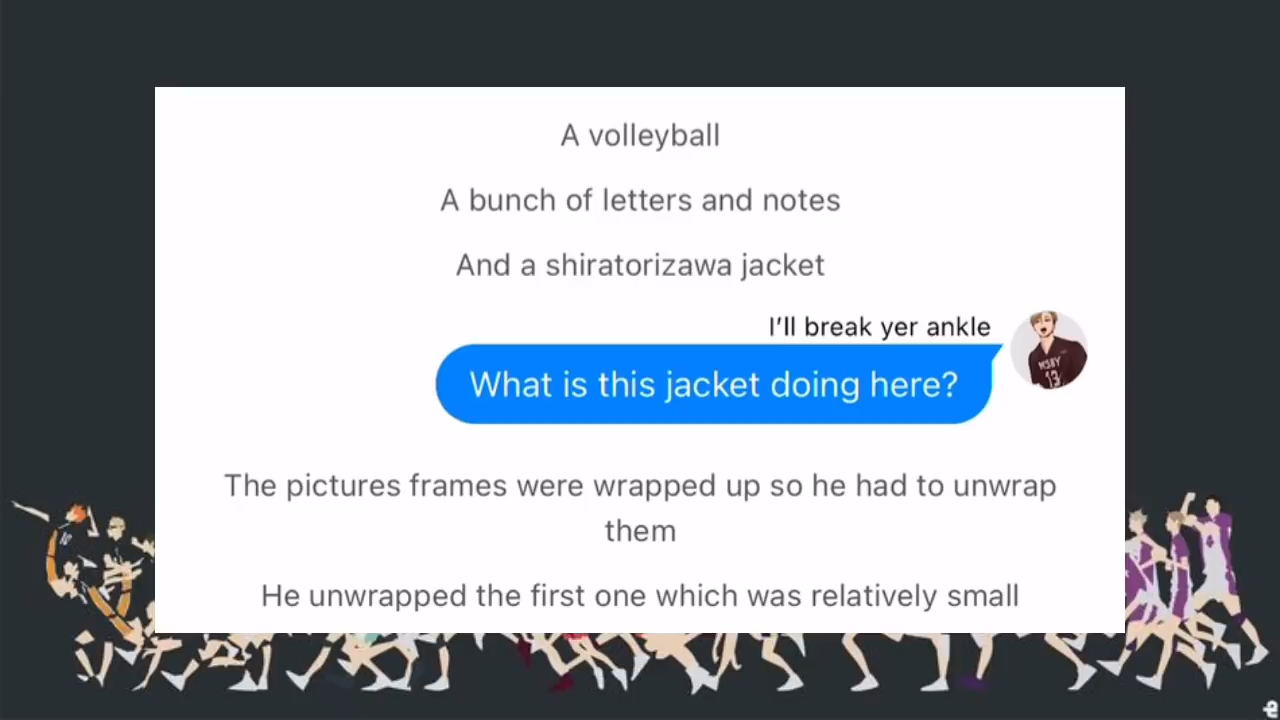 A volleyball
A bunch of letters and notes
And a shiratorizawa jacket
I'll break yer ankle
MSBY
13
What is this jacket doing here?
The pictures frames were wrapped up so he had to unwrap
them
He unwrapped the first one which was relatively small